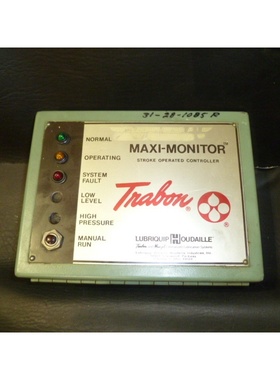 31-28-1085 R
NORMAL
MAXI-MONITOR™
OPERATING
STROKE OPERATED CONTROLLER
SYSTEM
FAULT
LOW
LEVEL
Trabon®
HIGH
PRESSURE
MANUAL
RUN
LUBRIQUIP HOUDAILLE